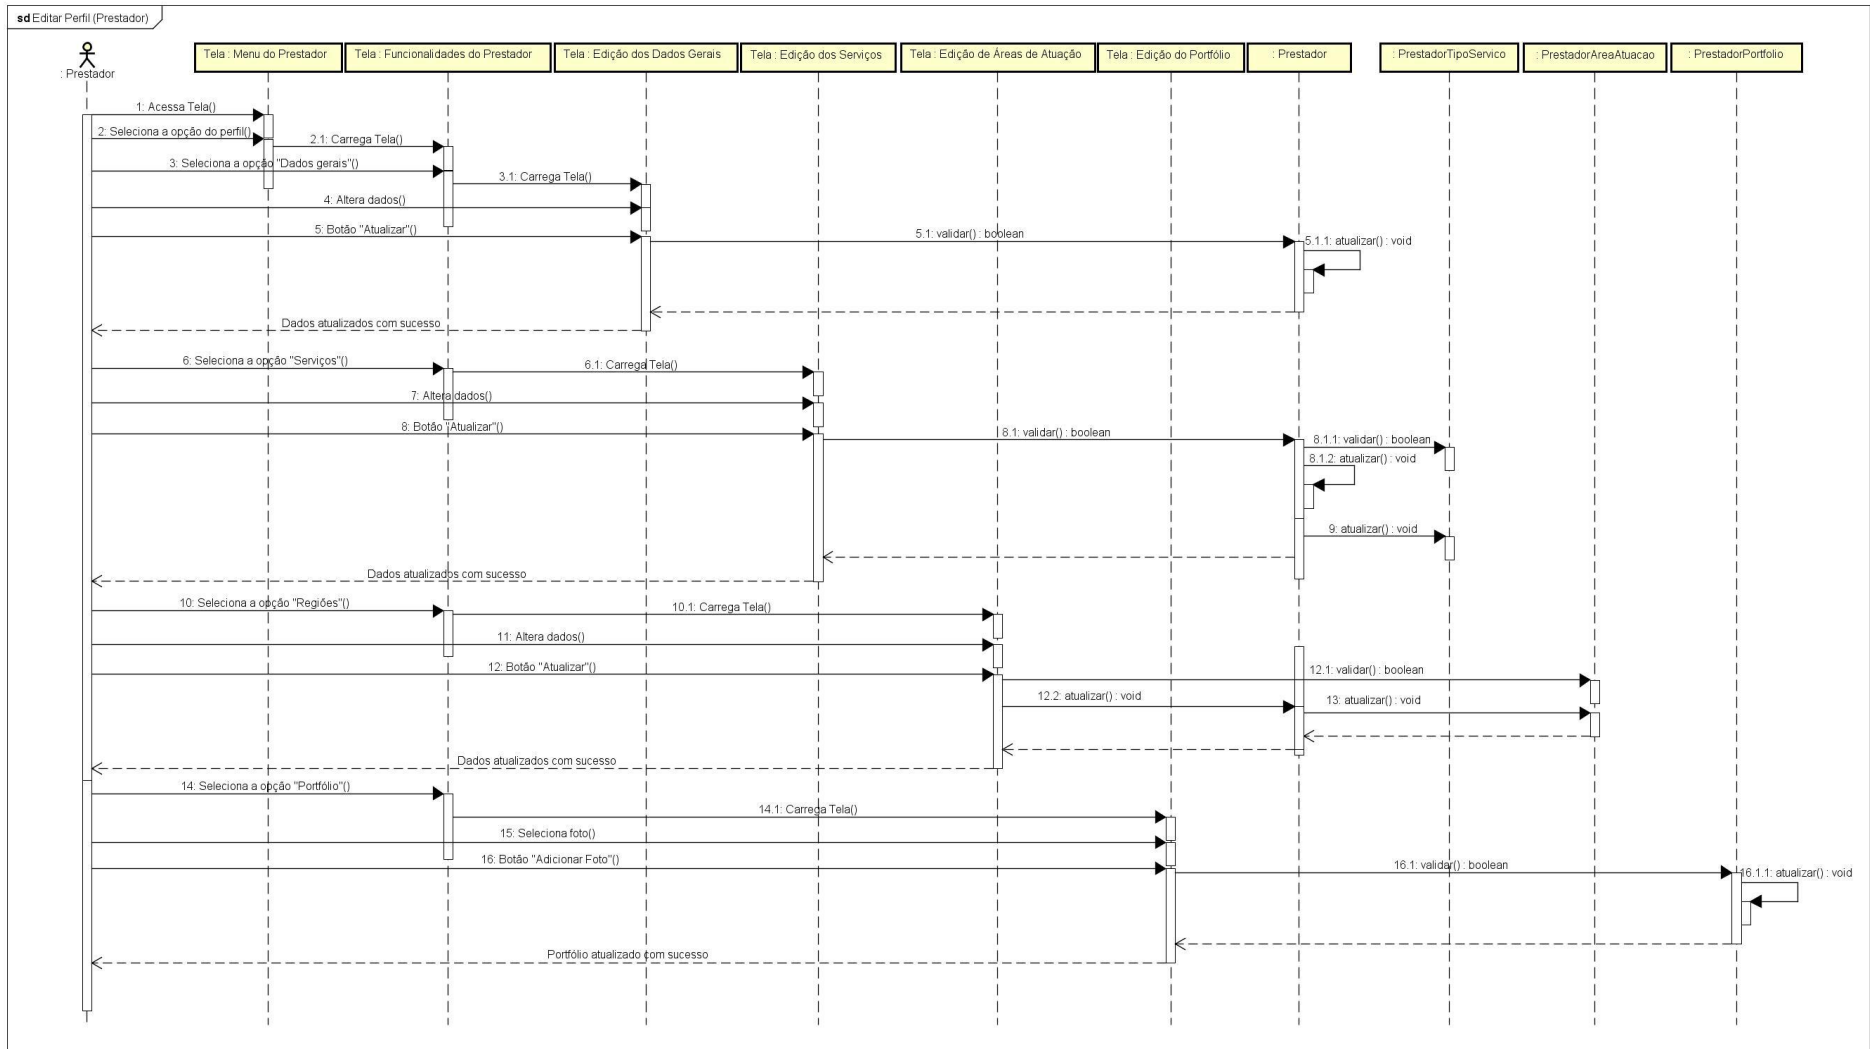 sd Editar Perfil (Prestador)
: Prestador
Tela : Menu do Prestador
Tela : Funcionalidades do Prestador
Tela : Edição dos Dados Gerais
Tela : Edição dos Serviços
Tela : Edição de Áreas de Atuação
Tela : Edição do Portfólio
: Prestador
: PrestadorTipoServico
: PrestadorAreaAtuacao
: PrestadorPortfolio
1: Acessa Tela()
2: Seleciona a opção do perfil()
2.1: Carrega Tela()
3: Seleciona a opção "Dados gerais"()
3.1: Carrega Tela()
4: Altera dados()
5: Botão "Atualizar"()
5.1: validar() : boolean
5.1.1: atualizar() : void
Dados atualizados com sucesso
6: Seleciona a opção "Serviços"()
6.1: Carrega Tela()
7: Altera dados()
8: Botão "Atualizar"()
8.1: validar() : boolean
8.1.1: validar() : boolean
8.1.2: atualizar() : void
9: atualizar() : void
Dados atualizados com sucesso
10: Seleciona a opção "Regiões"()
10.1: Carrega Tela()
11: Altera dados()
12: Botão "Atualizar"()
12.1: validar() : boolean
12.2: atualizar() : void
13: atualizar() : void
Dados atualizados com sucesso
14: Seleciona a opção "Portfólio"()
14.1: Carrega Tela()
15: Seleciona foto()
16: Botão "Adicionar Foto"()
16.1: validar() : boolean
16.1.1: atualizar() : void
Portfólio atualizado com sucesso